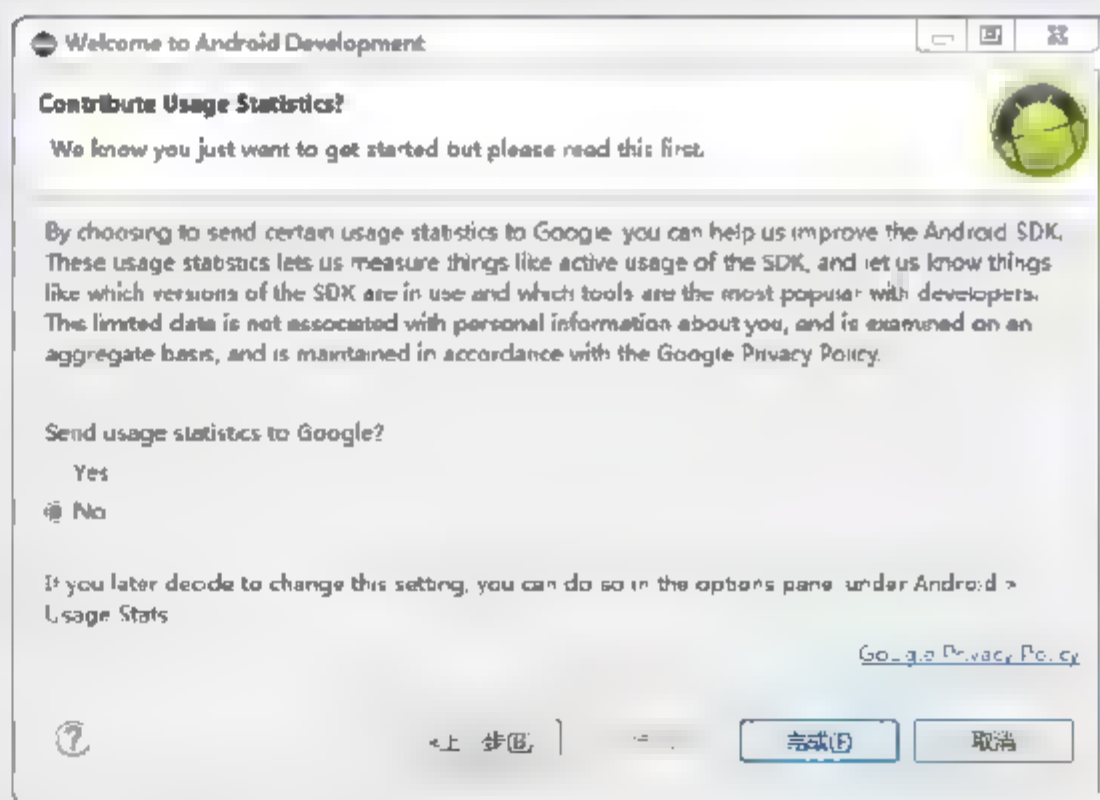 Welcome to Android Development
Contribute Usage Statistics?
We know you just want to get started but please read this first.
By choosing to send certain usage statistics to Google you can help us improve the Android SDK.
These usage statistics lets us measure things like active usage of the SDK, and let us know things
like which versions of the SDK are in use and which tools are the most popular with developers.
This limited data is not associated with personal information about you, and is examined on an
aggregate basis, and is maintained in accordance with the Google Privacy Policy.
Send usage statistics to Google?
Yes
No
If you later decide to change this setting, you can do so in the options panel under Android >
Usage Stats
Google Privacy Policy
<上一步(B) 完成(F) 取消